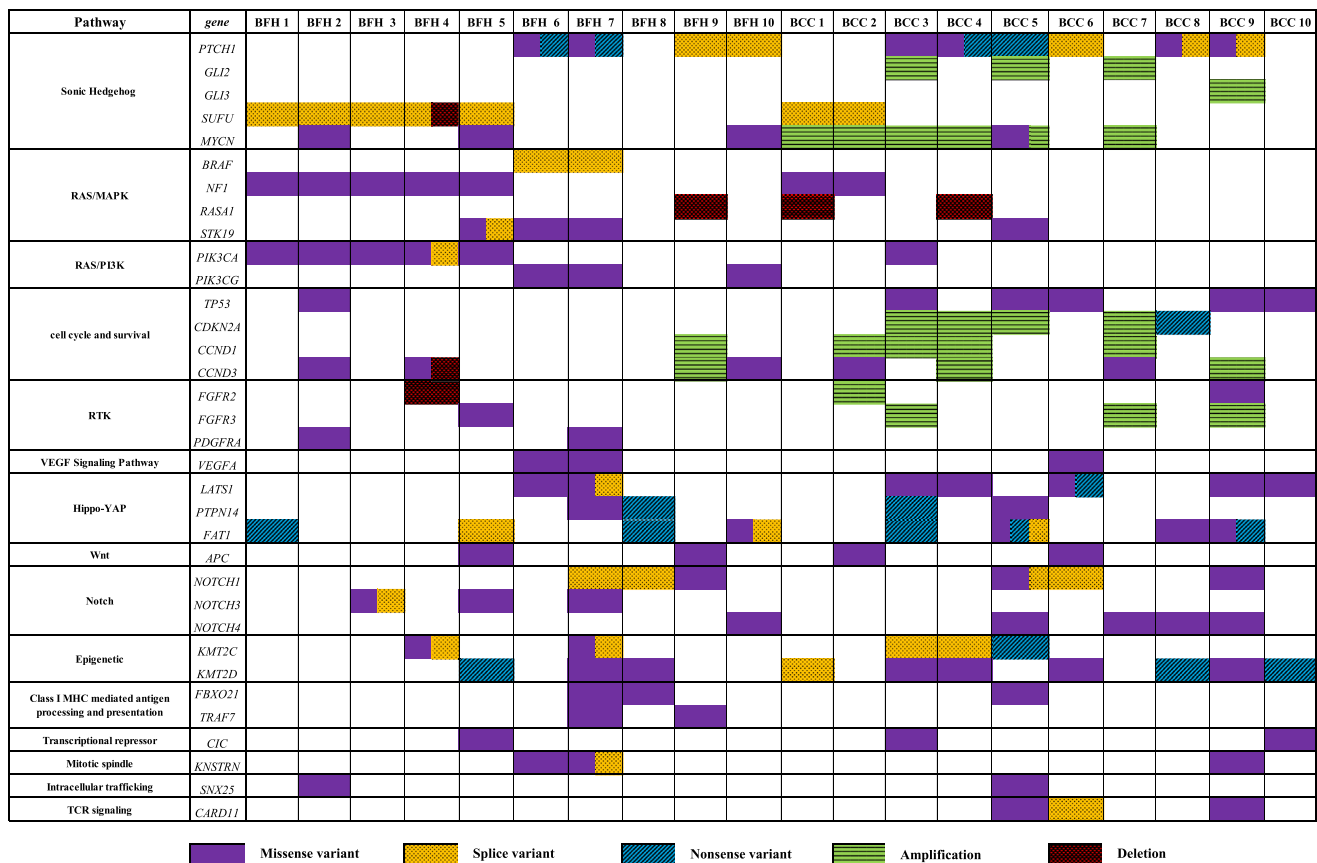 Pathway gene BFH 1 BFH 2 BFH 3 BFH 4 BFH 5 BFH 6 BFH 7 BFH 8 BFH 9 BFH 10 BCC 1 BCC 2 BCC 3 BCC 4 BCC 5 BCC 6 BCC 7 BCC 8 BCC 9 BCC 10
Sonic Hedgehog
PTCH1
GLI2
GLI3
SUFU
MYCN
RAS/MAPK
BRAF
NF1
RASA1
STK19
RAS/PI3K
PIK3CA
PIK3CG
cell cycle and survival
TP53
CDKN2A
CCND1
CCND3
RTK
FGFR2
FGFR3
PDGFRA
VEGF Signaling Pathway VEGFA
Hippo-YAP
LATS1
PTPN14
FAT1
Wnt APC
Notch
NOTCH1
NOTCH3
NOTCH4
Epigenetic
KMT2C
KMT2D
Class I MHC mediated antigen
processing and presentation
FBXO21
TRAF7
Transcriptional repressor CIC
Mitotic spindle KNSTRN
Intracellular trafficking SNX25
TCR signaling CARD11
Missense variant Splice variant Nonsense variant Amplification Deletion